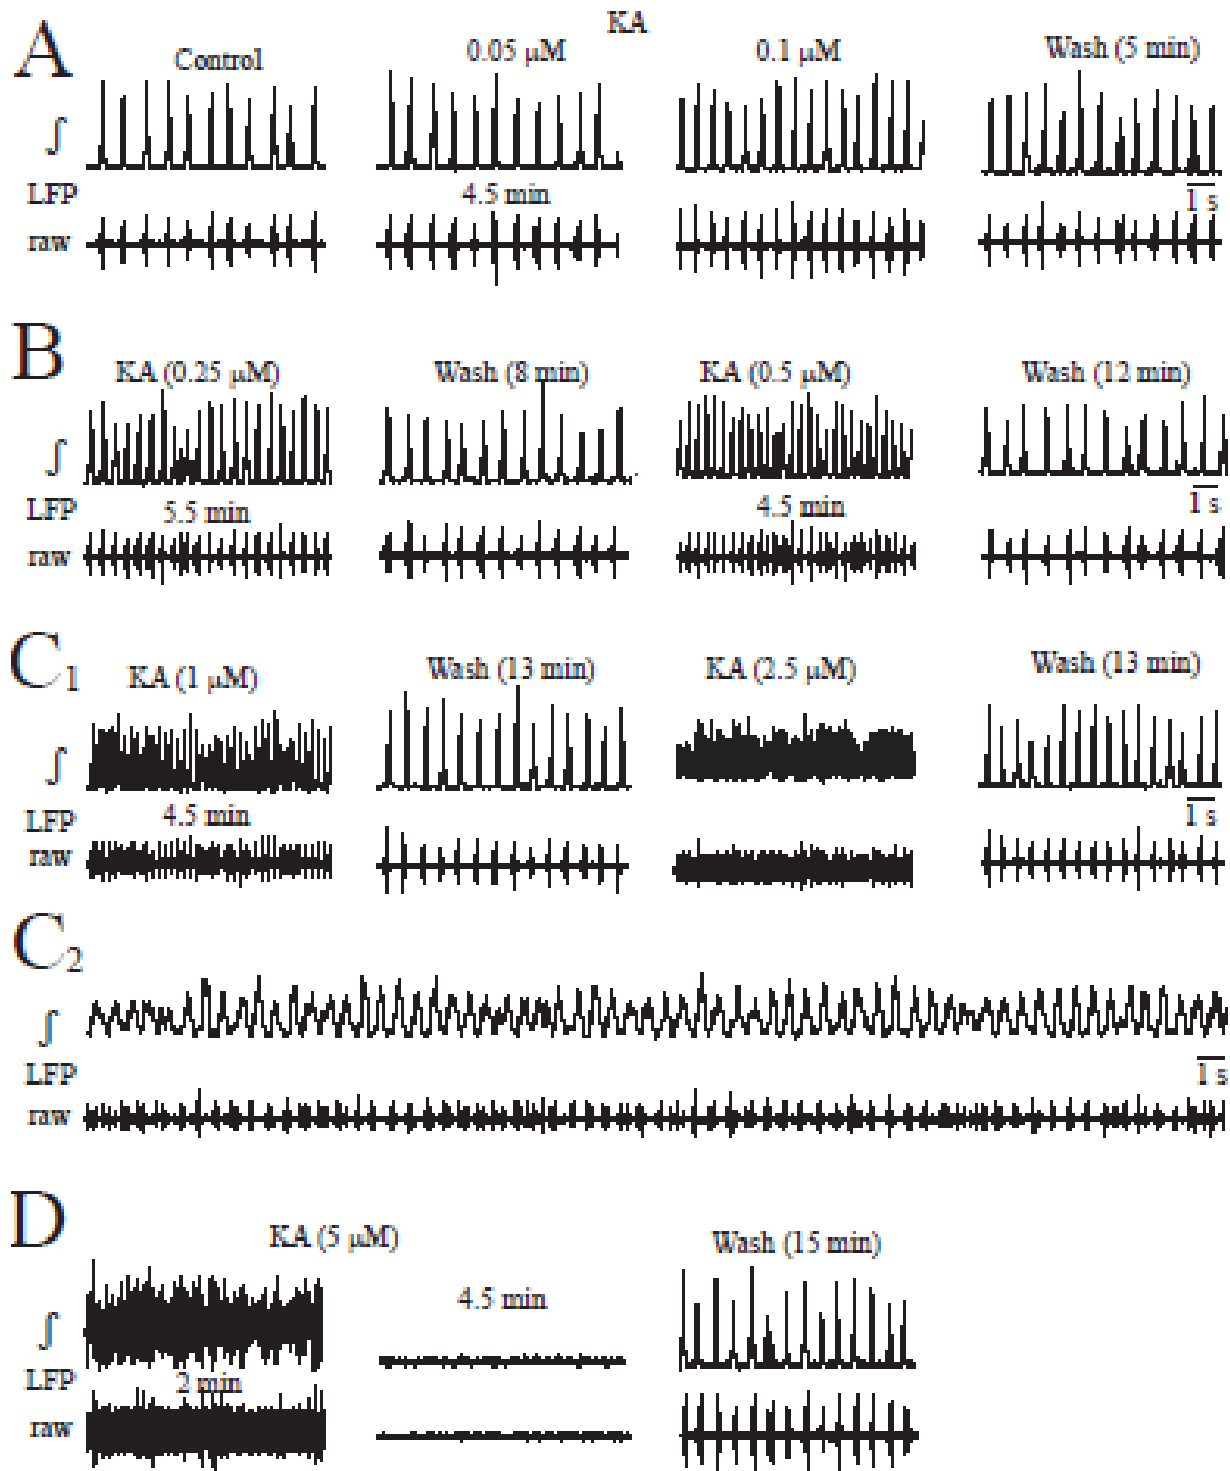 A
KA
Control 0.05 µM 0.1 µM Wash (5 min)
∫
LFP 4.5 min 1 s
raw
B
KA (0.25 µM) Wash (8 min) KA (0.5 µM) Wash (12 min)
∫
LFP 5.5 min 4.5 min 1 s
raw
C1
KA (1 µM) Wash (13 min) KA (2.5 µM) Wash (13 min)
∫
LFP 4.5 min 1 s
raw
C2
∫
LFP 1 s
raw
D
KA (5 µM) Wash (15 min)
4.5 min
∫
LFP 2 min
raw